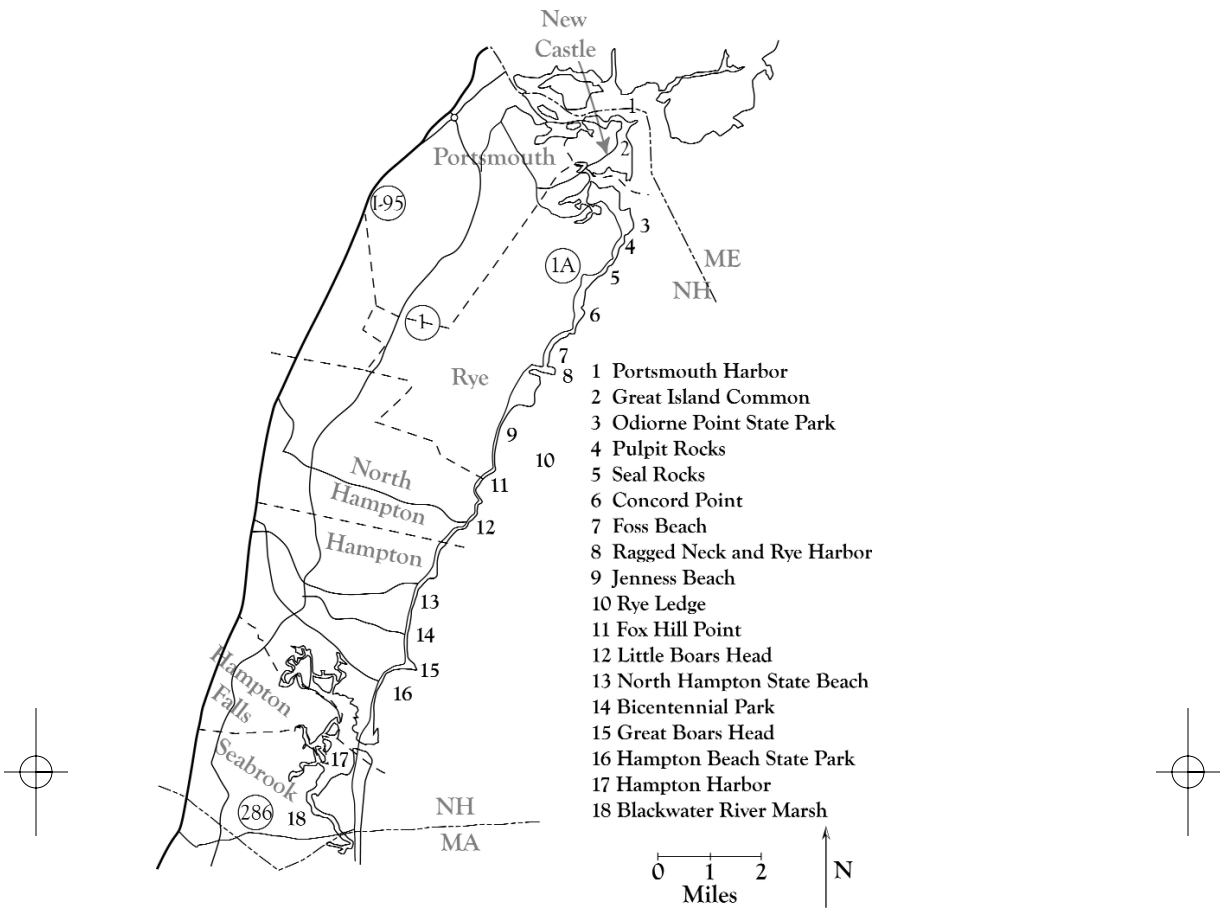 New
Castle
1
Portsmouth
2
I-95
3
4
1A
ME
5
NH
6
1
7
8
Rye
9
10
North
Hampton
11
12
Hampton
13
14
15
16
Hampton
Falls
17
Seabrook
286
18
NH
MA
1 Portsmouth Harbor
2 Great Island Common
3 Odiorne Point State Park
4 Pulpit Rocks
5 Seal Rocks
6 Concord Point
7 Foss Beach
8 Ragged Neck and Rye Harbor
9 Jenness Beach
10 Rye Ledge
11 Fox Hill Point
12 Little Boars Head
13 North Hampton State Beach
14 Bicentennial Park
15 Great Boars Head
16 Hampton Beach State Park
17 Hampton Harbor
18 Blackwater River Marsh
0 1 2
Miles
N